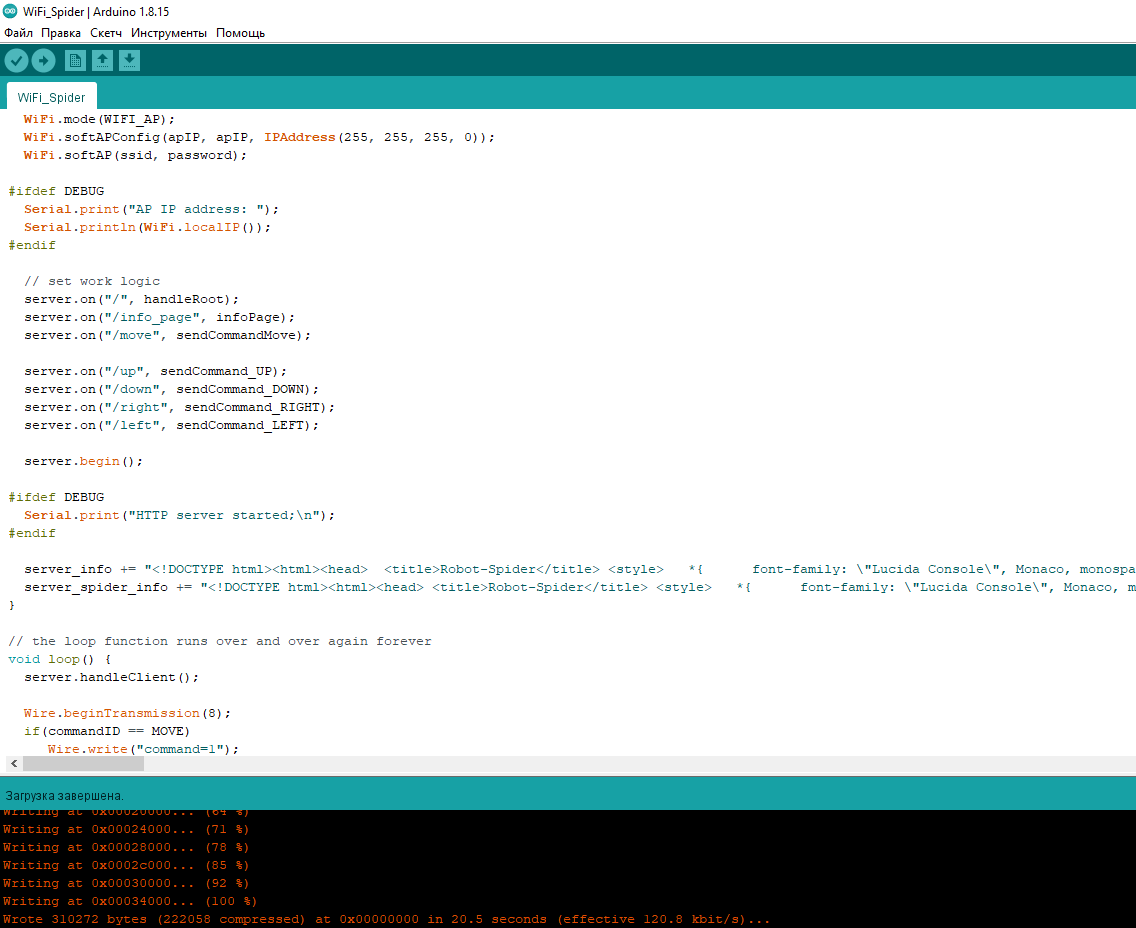 WiFi_Spider | Arduino 1.8.15
Файл Правка Скетч Инструменты Помощь
WiFi_Spider
WiFi.mode(WIFI_AP);
WiFi.softAPConfig(apIP, apIP, IPAddress(255, 255, 255, 0));
WiFi.softAP(ssid, password);
#ifdef DEBUG
Serial.print("AP IP address: ");
Serial.println(WiFi.localIP());
#endif
// set work logic
server.on("/", handleRoot);
server.on("/info_page", infoPage);
server.on("/move", sendCommandMove);
server.on("/up", sendCommand_UP);
server.on("/down", sendCommand_DOWN);
server.on("/right", sendCommand_RIGHT);
server.on("/left", sendCommand_LEFT);
server.begin();
#ifdef DEBUG
Serial.print("HTTP server started;\n");
#endif
server_info += "<!DOCTYPE html><html><head>  <title>Robot-Spider</title> <style>   *{      font-family: \"Lucida Console\", Monaco, monospa
server_spider_info += "<!DOCTYPE html><html><head> <title>Robot-Spider</title> <style>   *{      font-family: \"Lucida Console\", Monaco, m
}
// the loop function runs over and over again forever
void loop() {
server.handleClient();
Wire.beginTransmission(8);
if(commandID == MOVE)
Wire.write("command=1");
<
Загрузка завершена.
Writing at 0x00020000... (64 %)
Writing at 0x00024000... (71 %)
Writing at 0x00028000... (78 %)
Writing at 0x0002c000... (85 %)
Writing at 0x00030000... (92 %)
Writing at 0x00034000... (100 %)
Wrote 310272 bytes (222058 compressed) at 0x00000000 in 20.5 seconds (effective 120.8 kbit/s)...